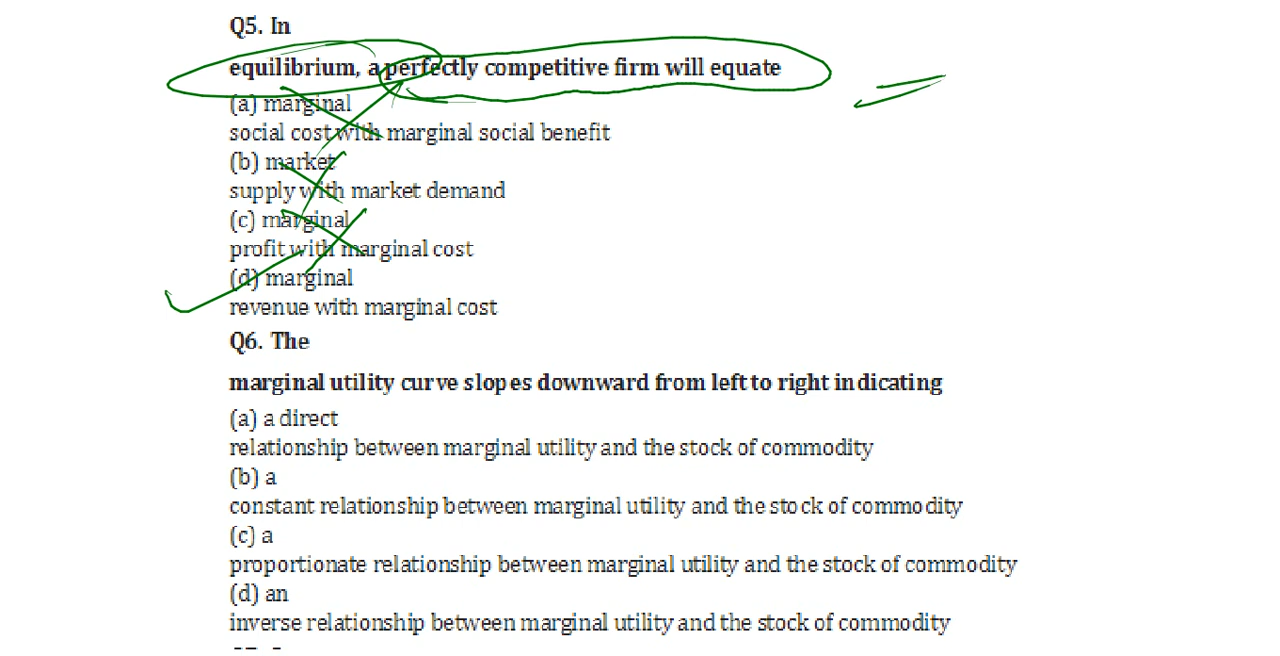 Q5. In
equilibrium, a perfectly competitive firm will equate
(a) marginal
social cost with marginal social benefit
(b) market
supply with market demand
(c) marginal
profit with marginal cost
(d) marginal
revenue with marginal cost
Q6. The
marginal utility curve slopes downward from left to right indicating
(a) a direct
relationship between marginal utility and the stock of commodity
(b) a
constant relationship between marginal utility and the stock of commodity
(c) a
proportionate relationship between marginal utility and the stock of commodity
(d) an
inverse relationship between marginal utility and the stock of commodity